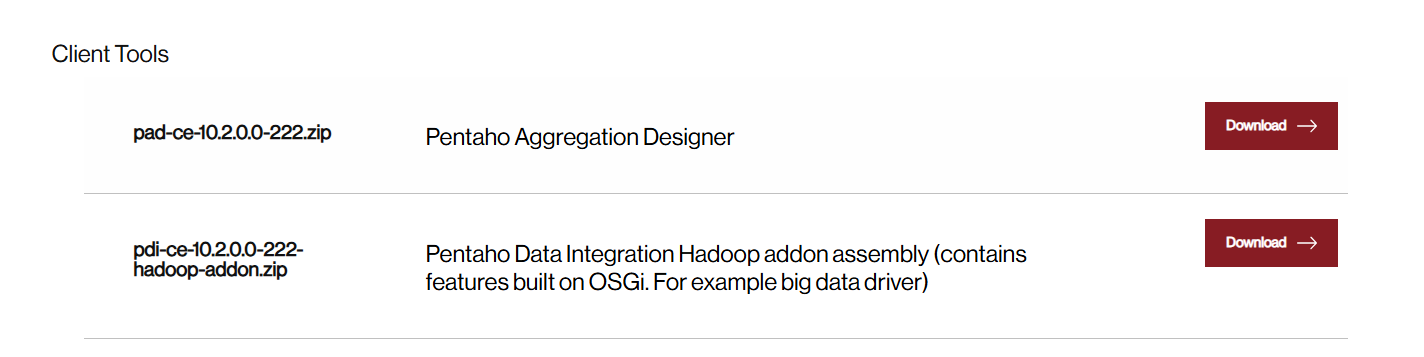 Client Tools
pad-ce-10.2.0.0-222.zip
Pentaho Aggregation Designer
Download
pdi-ce-10.2.0.0-222-
hadoop-addon.zip
Pentaho Data Integration Hadoop addon assembly (contains
features built on OSGi. For example big data driver)
Download